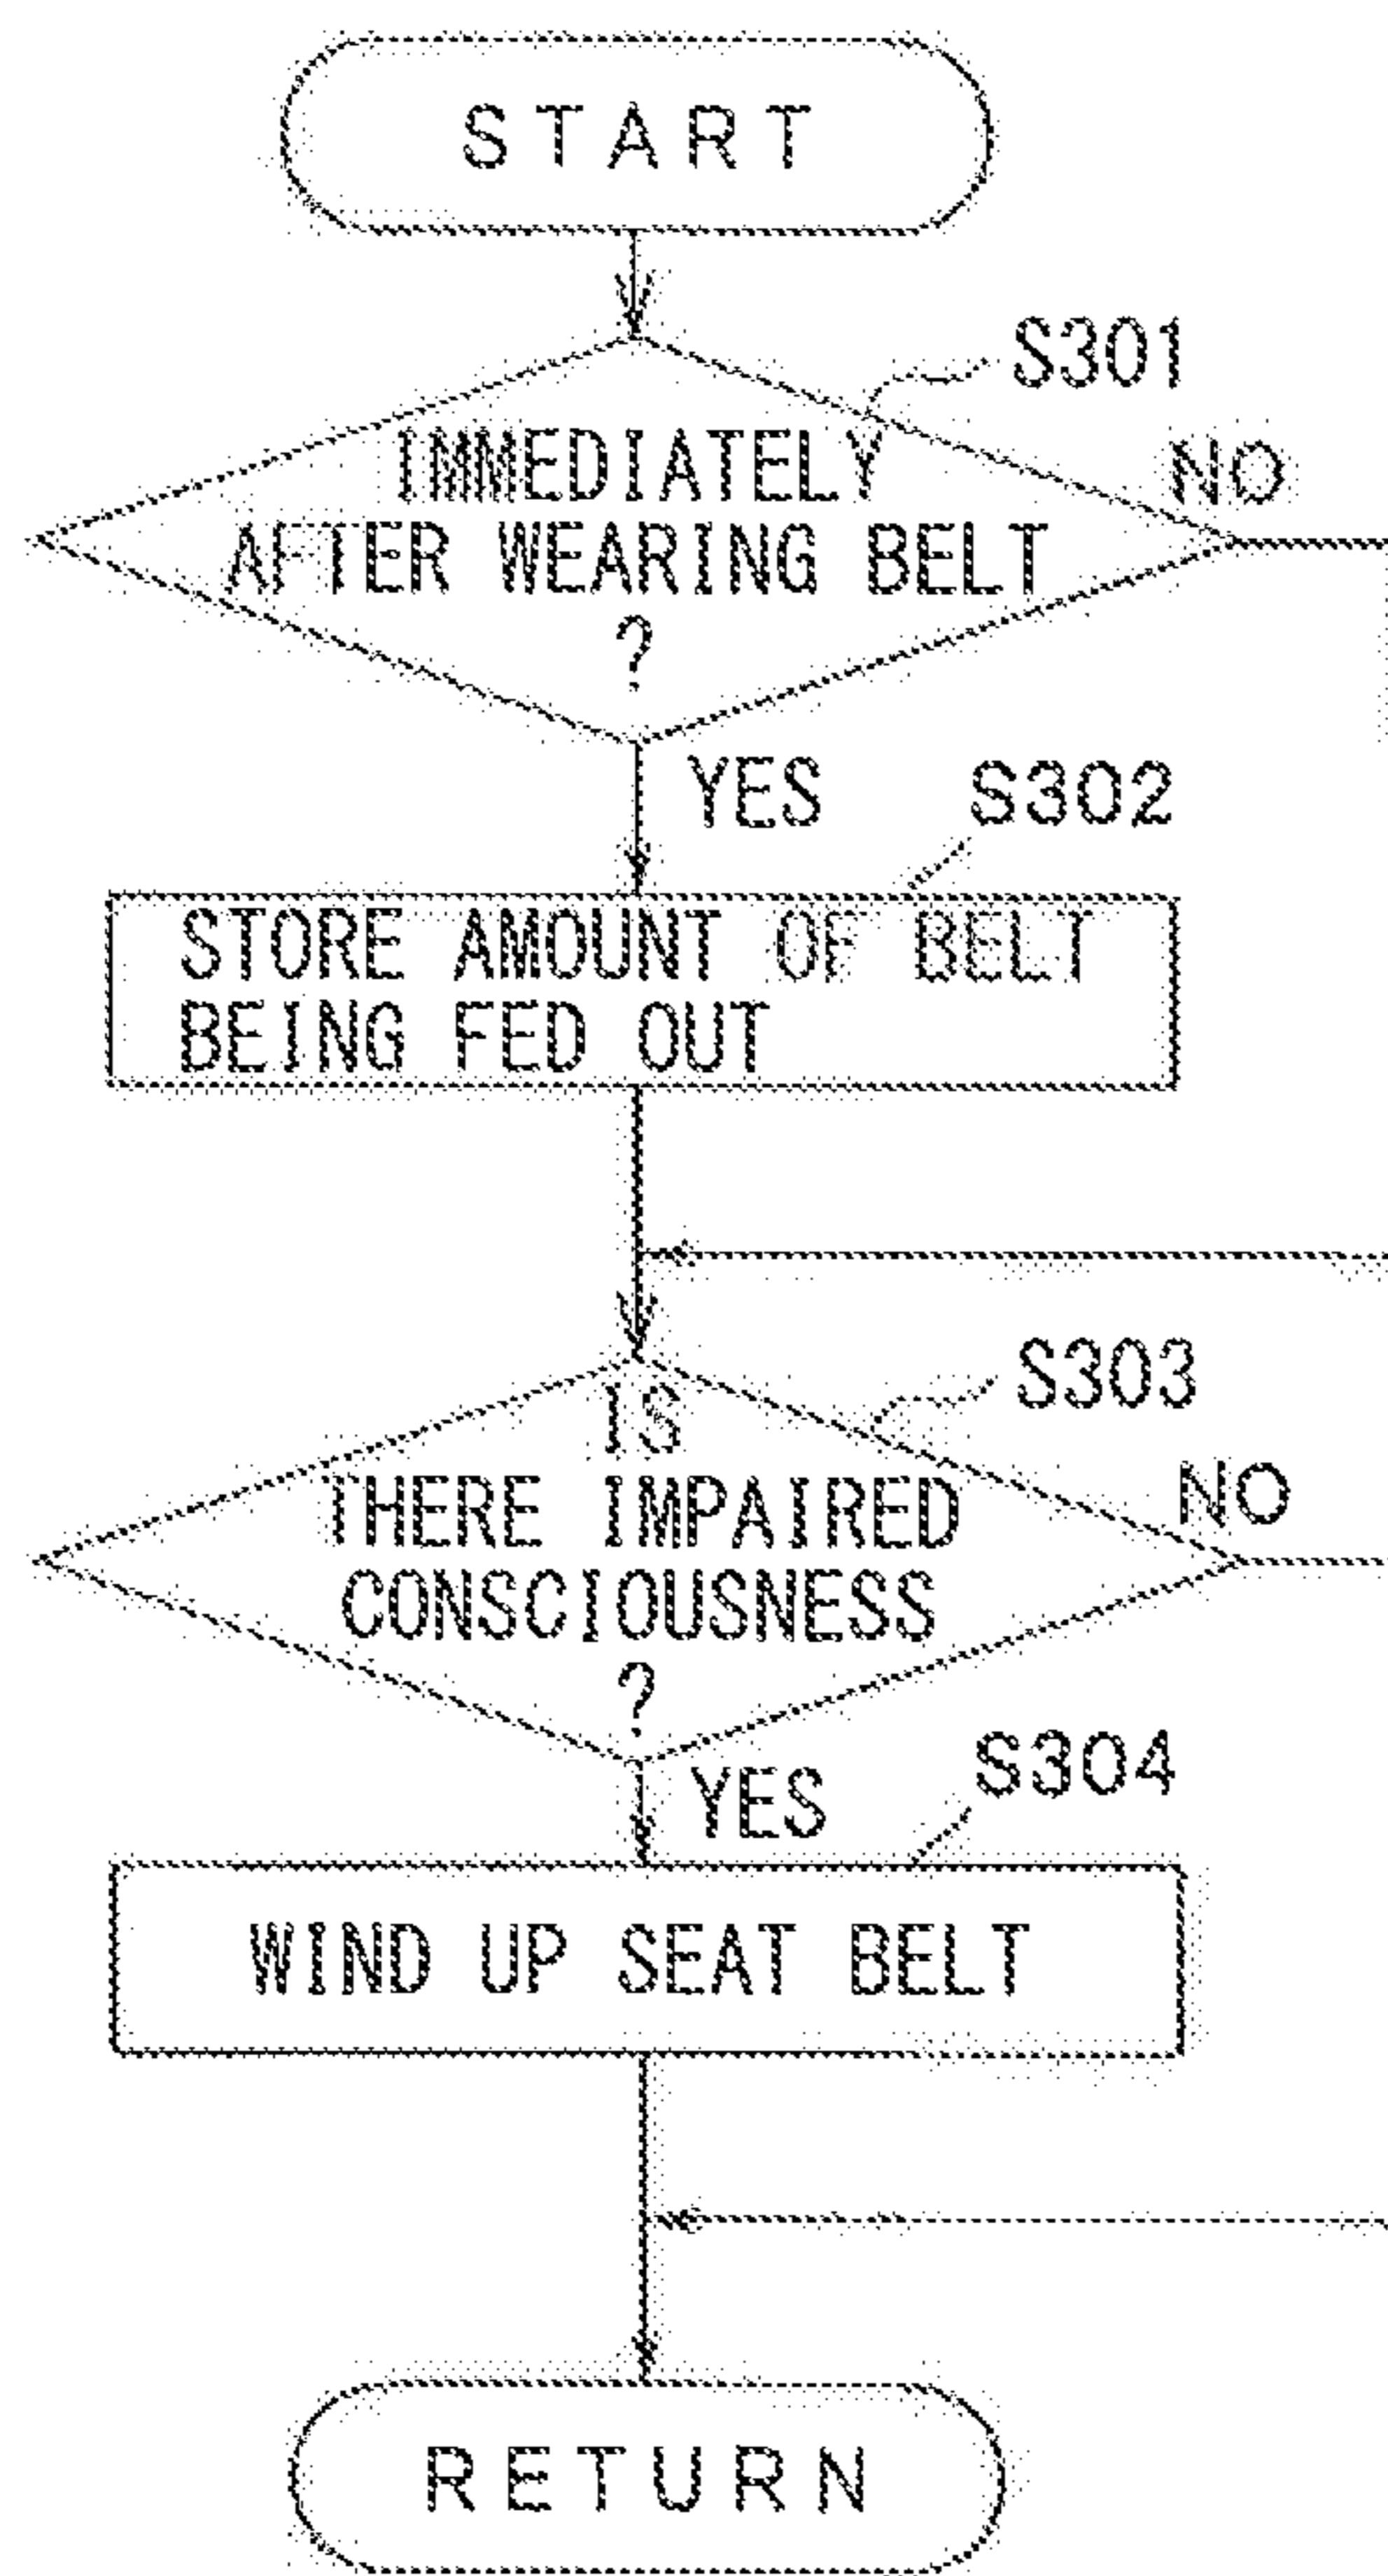 START
S301
IMMEDIATELY
AFTER WEARING BELT
?
NO
YES
S302
STORE AMOUNT OF BELT
BEING FED OUT
S303
IS
THERE IMPAIRED
CONSCIOUSNESS
?
NO
YES
S304
WIND UP SEAT BELT
RETURN